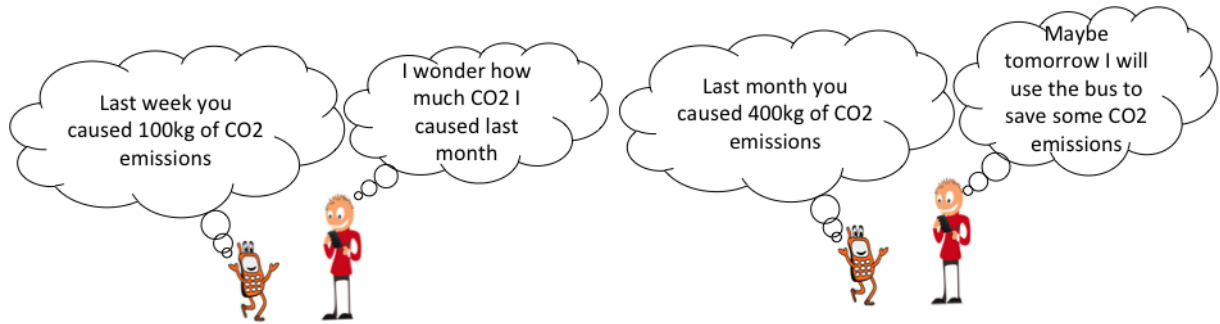 Last week you
caused 100kg of CO2
emissions
I wonder how
much CO2 I
caused last
month
Last month you
caused 400kg of CO2
emissions
Maybe
tomorrow I will
use the bus to
save some CO2
emissions